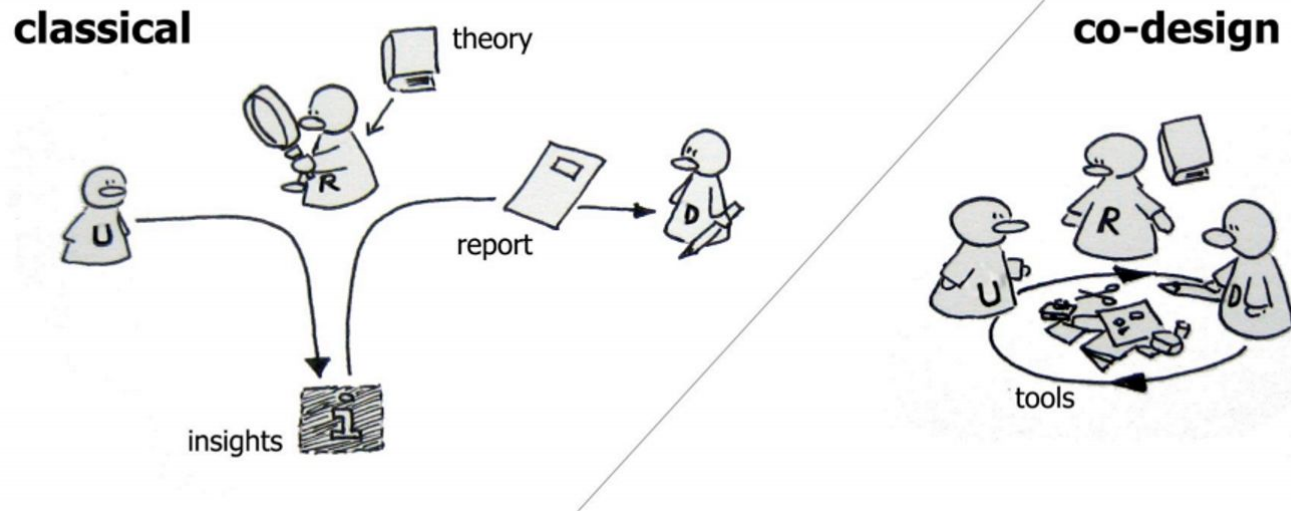 classical
co-design
theory
R
U
report
D
i
insights
R
U
D
tools